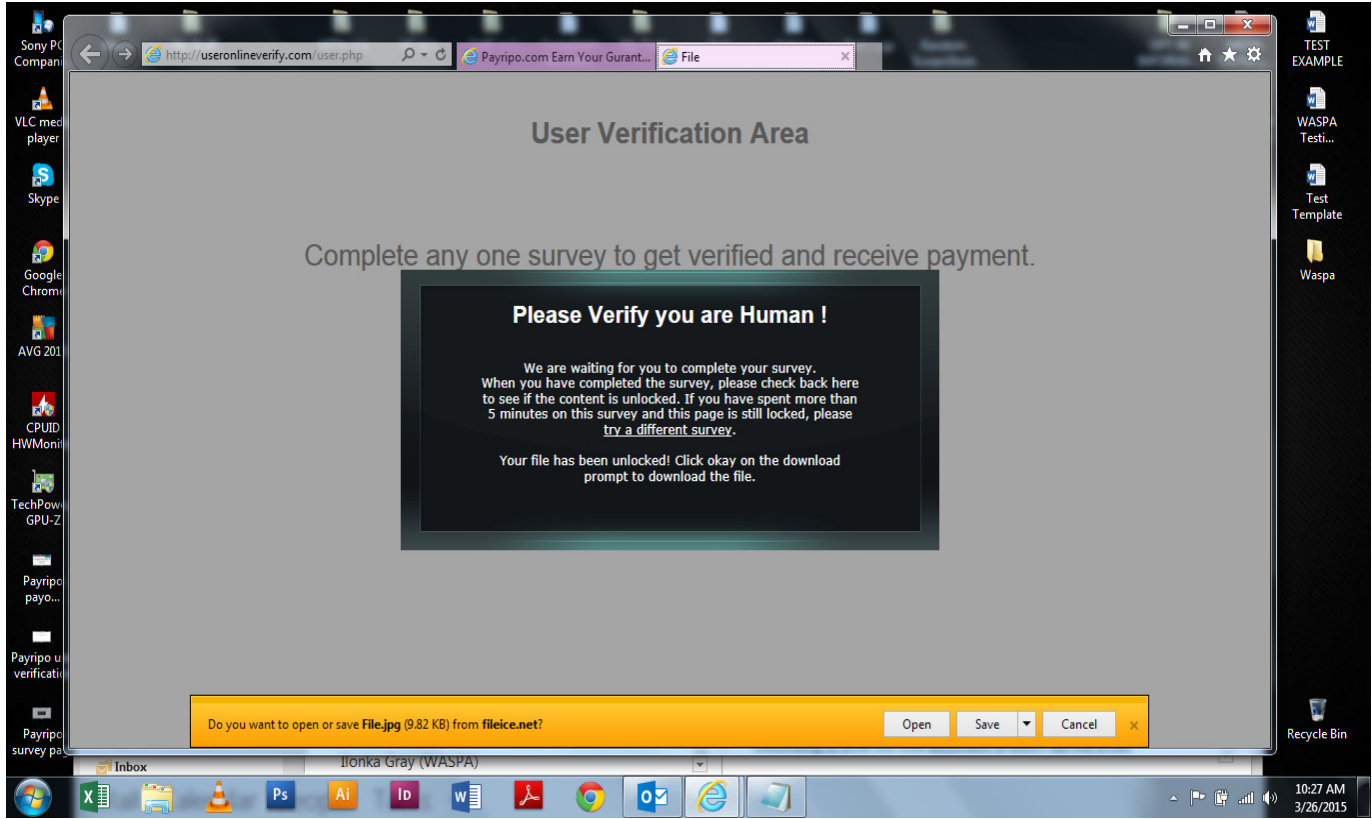 Sony PC
Compani
VLC med
player
Skype
Google
Chrome
AVG 201
CPUID
HWMonit
TechPow
GPU-Z
Payripo
payo...
Payripo u
verificatio
Payripo
survey pa
http://useronlineverify.com/user.php
Payripo.com Earn Your Gurant...
File
User Verification Area
Complete any one survey to get verified and receive payment.
Please Verify you are Human !
We are waiting for you to complete your survey.
When you have completed the survey, please check back here
to see if the content is unlocked. If you have spent more than
5 minutes on this survey and this page is still locked, please
try a different survey.
Your file has been unlocked! Click okay on the download
prompt to download the file.
Do you want to open or save File.jpg (9.82 KB) from fileice.net?
Open
Save
Cancel
TEST
EXAMPLE
WASPA
Testi...
Test
Template
Waspa
Recycle Bin
Inbox
Ilonka Gray (WASPA)
Ps
Ai
Id
10:27 AM
3/26/2015